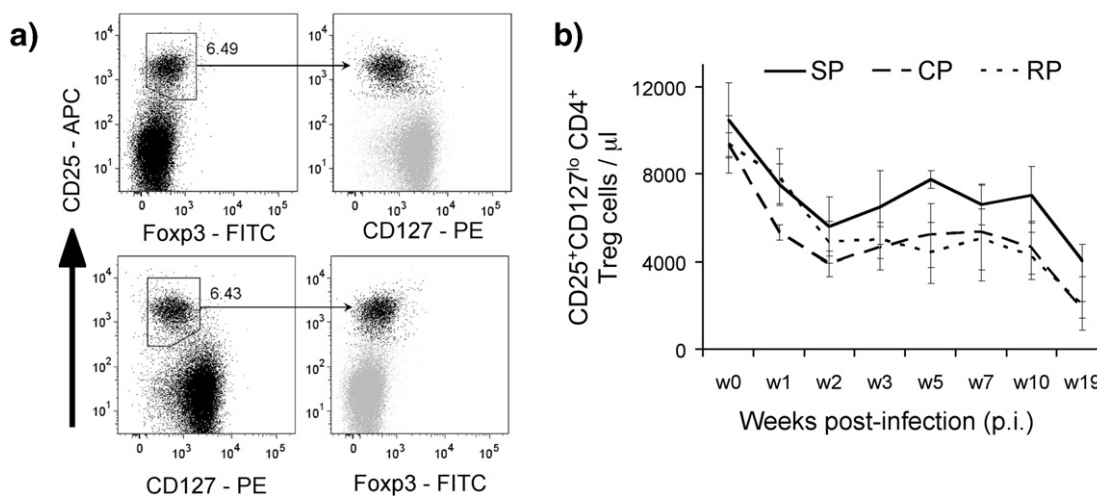 a)
CD25 - APC
10⁴
10³
10²
10¹
6.49
0 10³ 10⁴ 10⁵
Foxp3 - FITC
10⁴
10³
10²
10¹
0 10³ 10⁴ 10⁵
CD127 - PE
10⁴
10³
10²
10¹
6.43
0 10³ 10⁴ 10⁵
CD127 - PE
10⁴
10³
10²
10¹
0 10³ 10⁴ 10⁵
Foxp3 - FITC
b)
SP CP RP
CD25⁺CD127ˡᵒ CD4⁺
Treg cells / µl
12000
8000
4000
0
w0 w1 w2 w3 w5 w7 w10 w19
Weeks post-infection (p.i.)